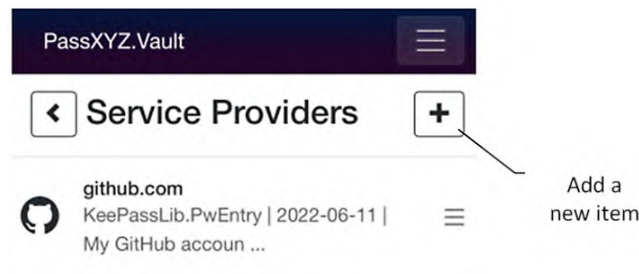 PassXYZ.Vault
Service Providers
github.com
KeePassLib.PwEntry | 2022-06-11 |
My GitHub accoun ...
Add a
new item